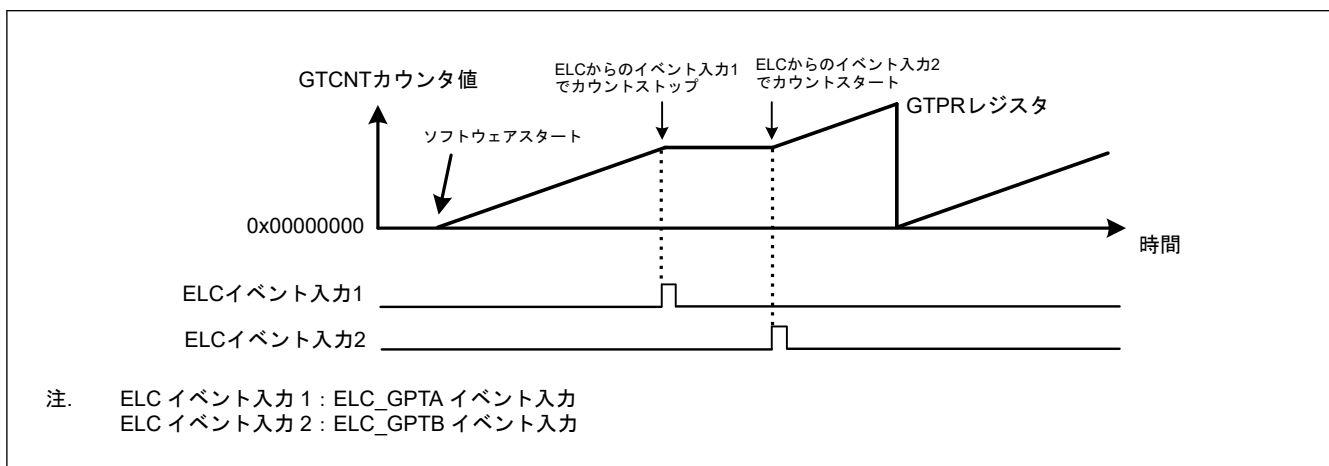 GTCNTカウンタ値
ELCからのイベント入力1
でカウントストップ
ELCからのイベント入力2
でカウントスタート
GTPRレジスタ
ソフトウェアスタート
0x00000000
時間
ELCイベント入力1
ELCイベント入力2
注. ELC イベント入力 1 : ELC_GPTA イベント入力
ELC イベント入力 2 : ELC_GPTB イベント入力